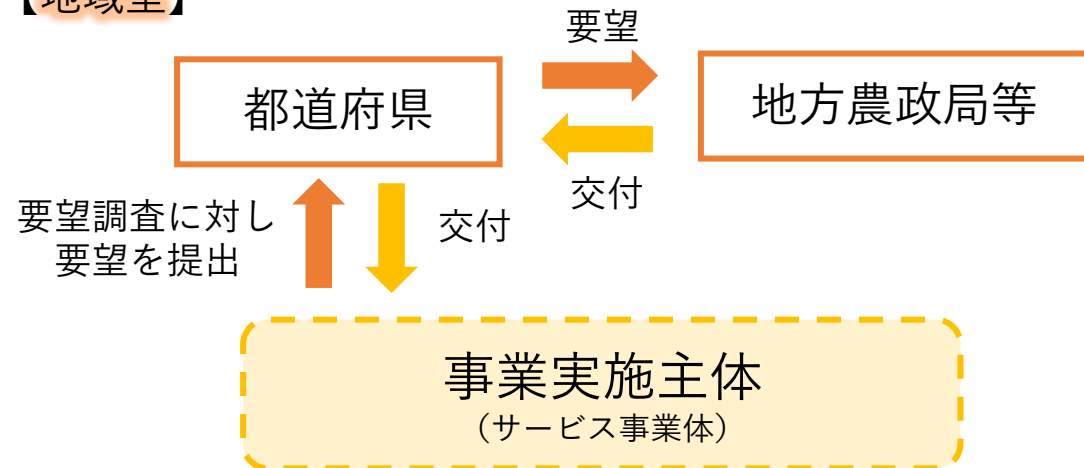 【地域型】
要望
都道府県
地方農政局等
交付
要望調査に対し
要望を提出
交付
事業実施主体
（サービス事業体）